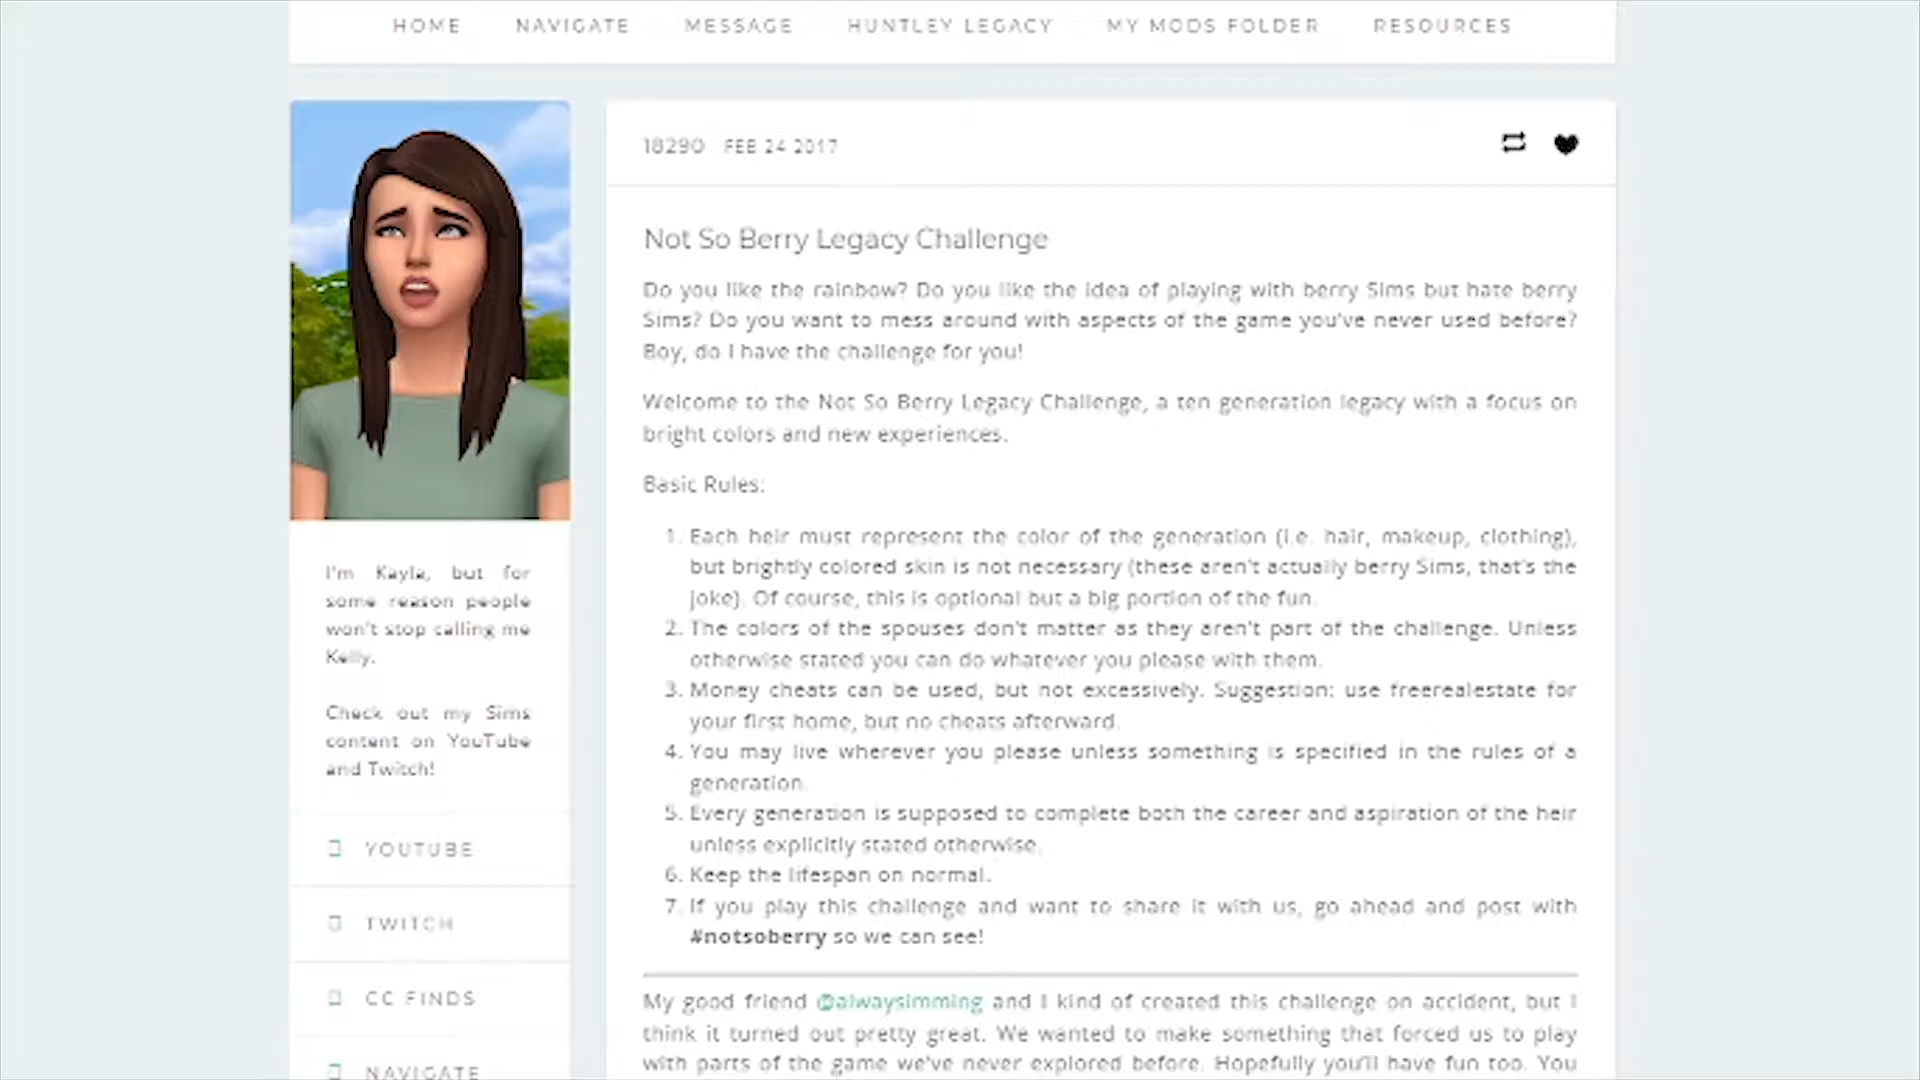 HOME NAVIGATE MESSAGE HUNTLEY LEGACY MY MODS FOLDER RESOURCES
I'm Kayla, but for
some reason people
won't stop calling me
Kelly.
Check out my Sims
content on YouTube
and Twitch!
YOUTUBE
TWITCH
CC FINDS
NAVIGATE
18290 FEB 24 2017
Not So Berry Legacy Challenge
Do you like the rainbow? Do you like the idea of playing with berry Sims but hate berry
Sims? Do you want to mess around with aspects of the game you've never used before?
Boy, do I have the challenge for you!
Welcome to the Not So Berry Legacy Challenge, a ten generation legacy with a focus on
bright colors and new experiences.
Basic Rules:
1. Each heir must represent the color of the generation (i.e. hair, makeup, clothing),
but brightly colored skin is not necessary (these aren't actually berry Sims, that's the
joke). Of course, this is optional but a big portion of the fun.
2. The colors of the spouses don't matter as they aren't part of the challenge. Unless
otherwise stated you can do whatever you please with them.
3. Money cheats can be used, but not excessively. Suggestion: use freerealestate for
your first home, but no cheats afterward.
4. You may live wherever you please unless something is specified in the rules of a
generation.
5. Every generation is supposed to complete both the career and aspiration of the heir
unless explicitly stated otherwise.
6. Keep the lifespan on normal.
7. If you play this challenge and want to share it with us, go ahead and post with
#notsoberry so we can see!
My good friend @alwaysimming and I kind of created this challenge on accident, but I
think it turned out pretty great. We wanted to make something that forced us to play
with parts of the game we've never explored before. Hopefully you'll have fun too. You